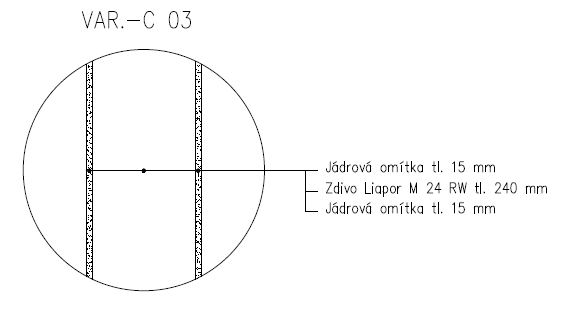 VAR.-C 03
Jádrová omítka tl. 15 mm
Zdivo Liapor M 24 RW tl. 240 mm
Jádrová omítka tl. 15 mm